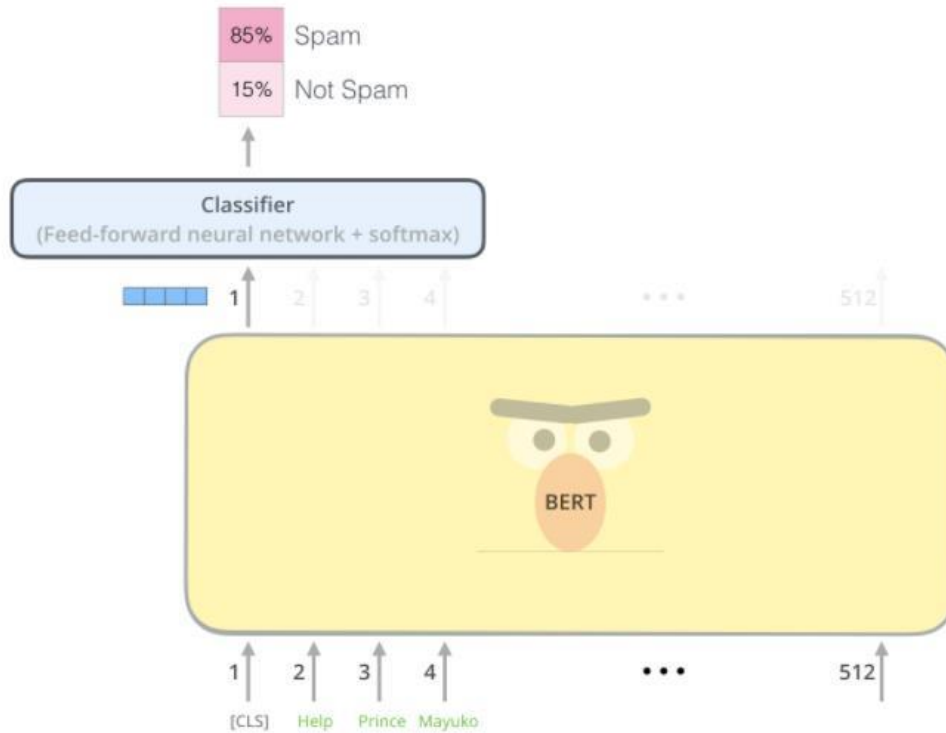 85% Spam
15% Not Spam
Classifier
(Feed-forward neural network + softmax)
1 2 3 4 ••• 512
BERT
1 2 3 4 ••• 512
[CLS] Help Prince Mayuko